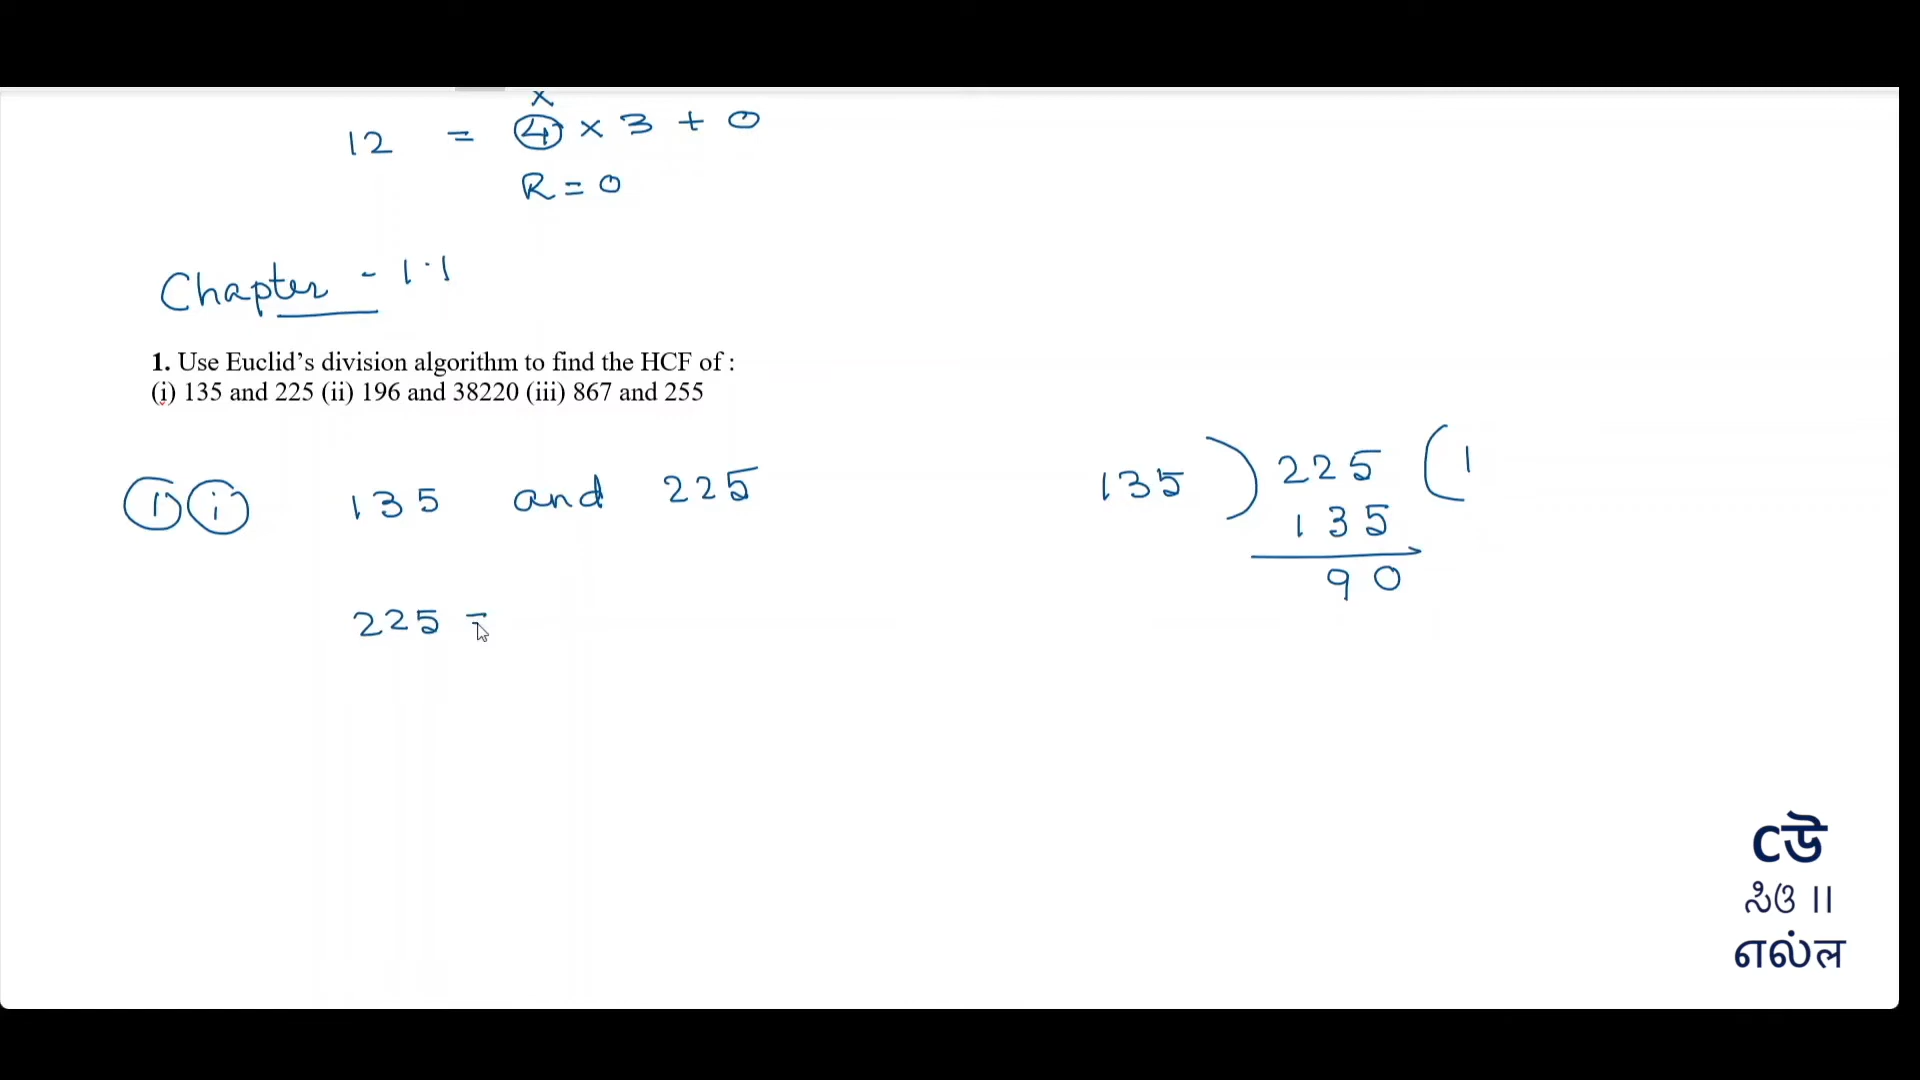 x
12 = 4 × 3 + 0
R = 0
Chapter - 1.1
1. Use Euclid’s division algorithm to find the HCF of :
(i) 135 and 225 (ii) 196 and 38220 (iii) 867 and 255
1) i 135 and 225
135 ) 225 ( 1
135
90
225 =
Cউ
ಸಿଓ ॥
எல்ल